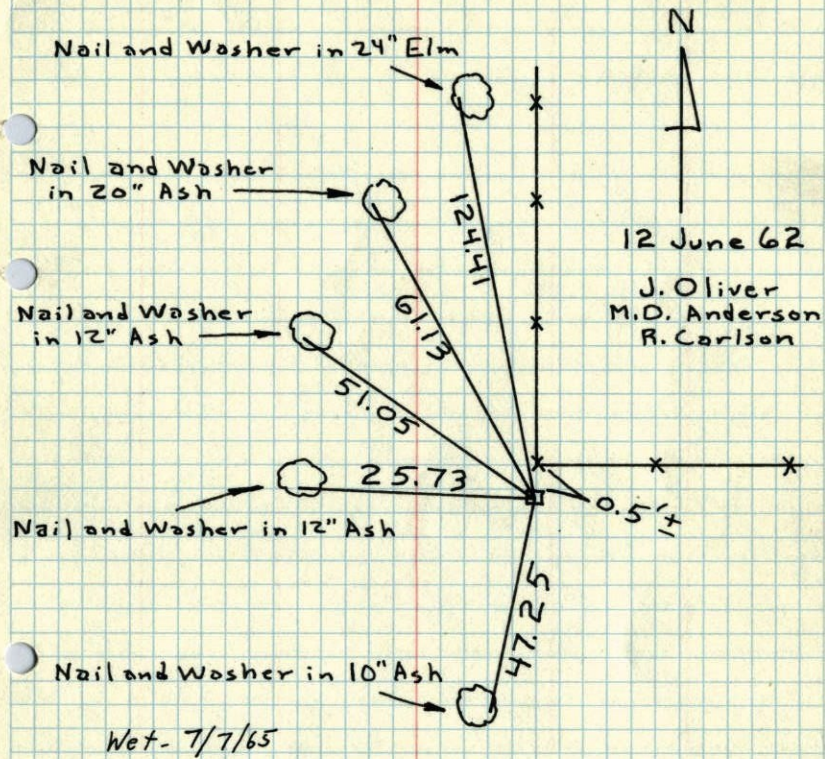 N
Nail and Washer in 24" Elm
Nail and Washer
in 20" Ash
124.41
12 June 62
J. Oliver
M.D. Anderson
R. Carlson
Nail and Washer
in 12" Ash
61.13
51.05
25.73
0.5'±
Nail and Washer in 12" Ash
47.25
Nail and Washer in 10" Ash
Wet- 7/7/65